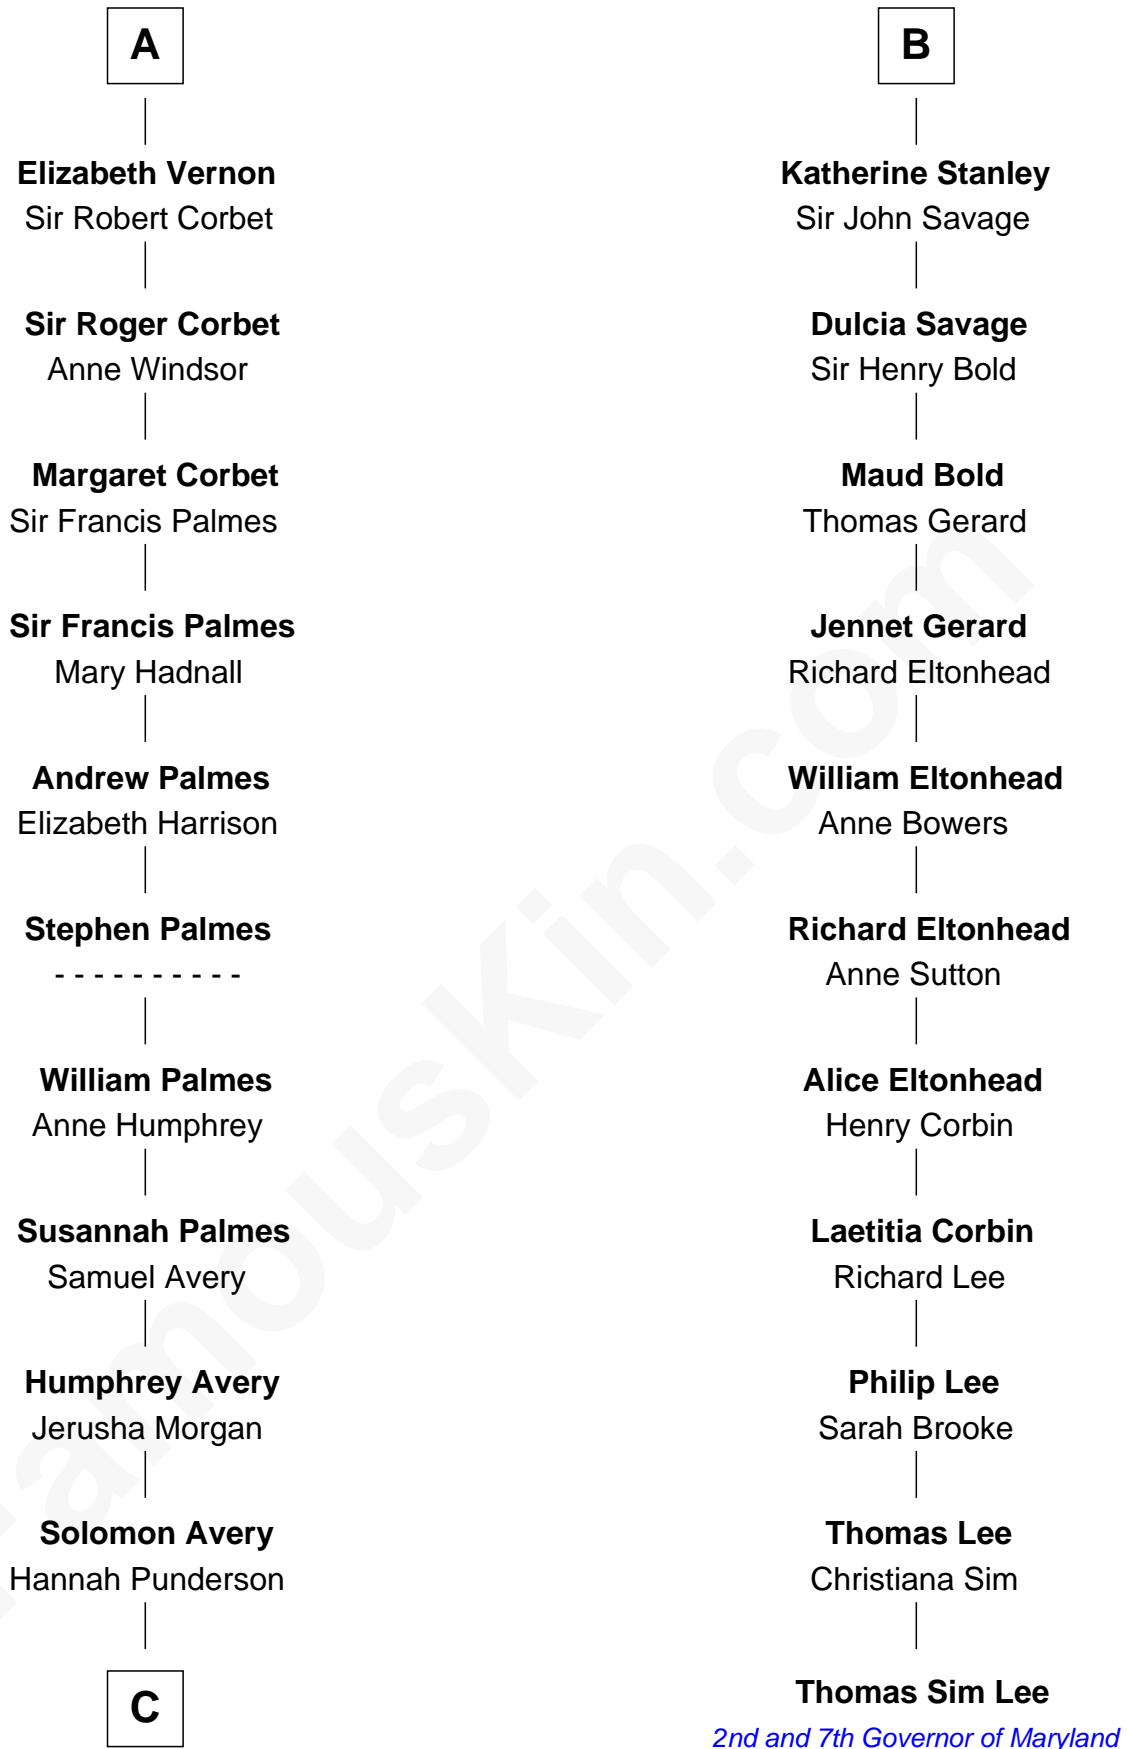 A
Elizabeth Vernon
Sir Robert Corbet
Sir Roger Corbet
Anne Windsor
Margaret Corbet
Sir Francis Palmes
Sir Francis Palmes
Mary Hadnall
Andrew Palmes
Elizabeth Harrison
Stephen Palmes
- - - - - - - - - -
William Palmes
Anne Humphrey
Susannah Palmes
Samuel Avery
Humphrey Avery
Jerusha Morgan
Solomon Avery
Hannah Punderson
C
B
Katherine Stanley
Sir John Savage
Dulcia Savage
Sir Henry Bold
Maud Bold
Thomas Gerard
Jennet Gerard
Richard Eltonhead
William Eltonhead
Anne Bowers
Richard Eltonhead
Anne Sutton
Alice Eltonhead
Henry Corbin
Laetitia Corbin
Richard Lee
Philip Lee
Sarah Brooke
Thomas Lee
Christiana Sim
Thomas Sim Lee
2nd and 7th Governor of Maryland
FamousKin.com